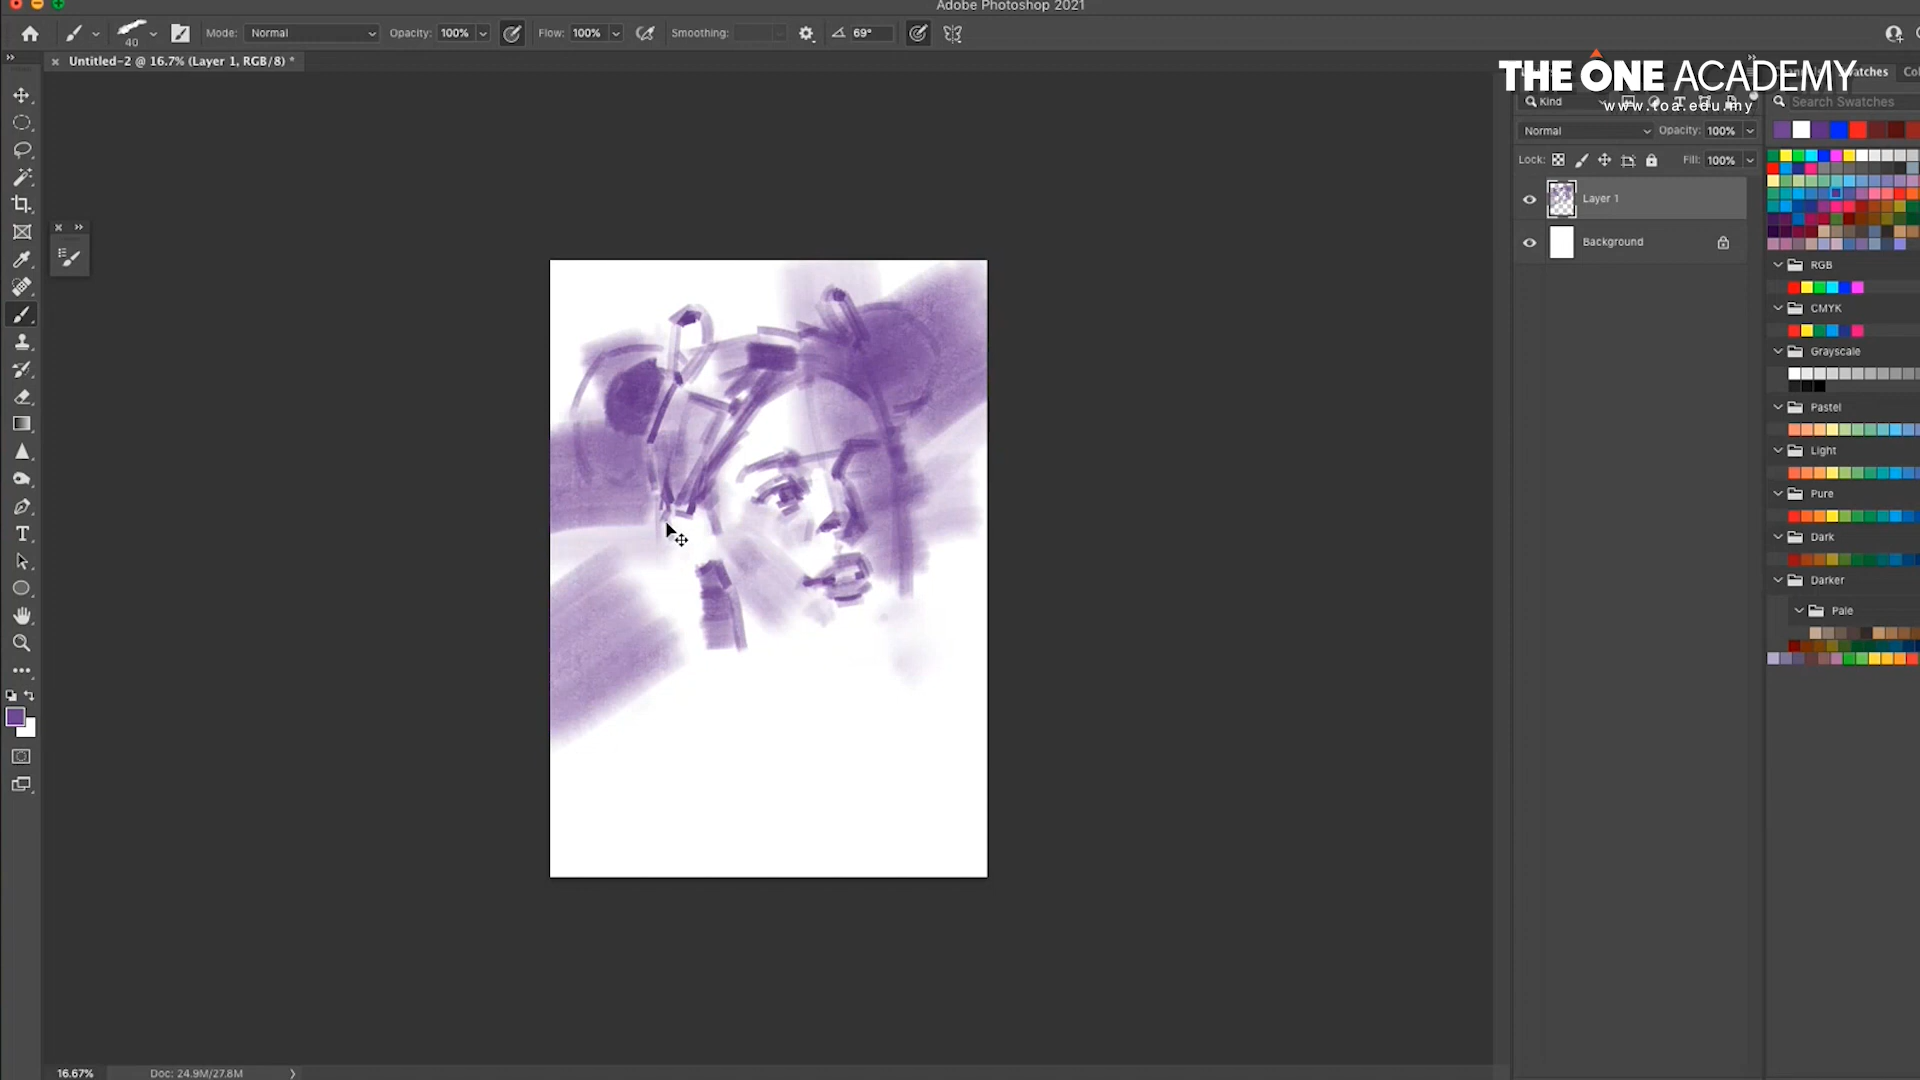 Adobe Photoshop 2021
40
Mode: Normal
Opacity: 100%
Flow: 100%
Smoothing:
69°
Untitled-2 @ 16.7% (Layer 1, RGB/8) *
THE ONE ACADEMY
www.toa.edu.my
Swatches
Co
Kind
Search Swatches
Normal
Opacity: 100%
Lock:
Fill: 100%
Layer 1
Background
RGB
CMYK
Grayscale
Pastel
Light
Pure
Dark
Darker
Pale
16.67%
Doc: 24.9M/27.8M